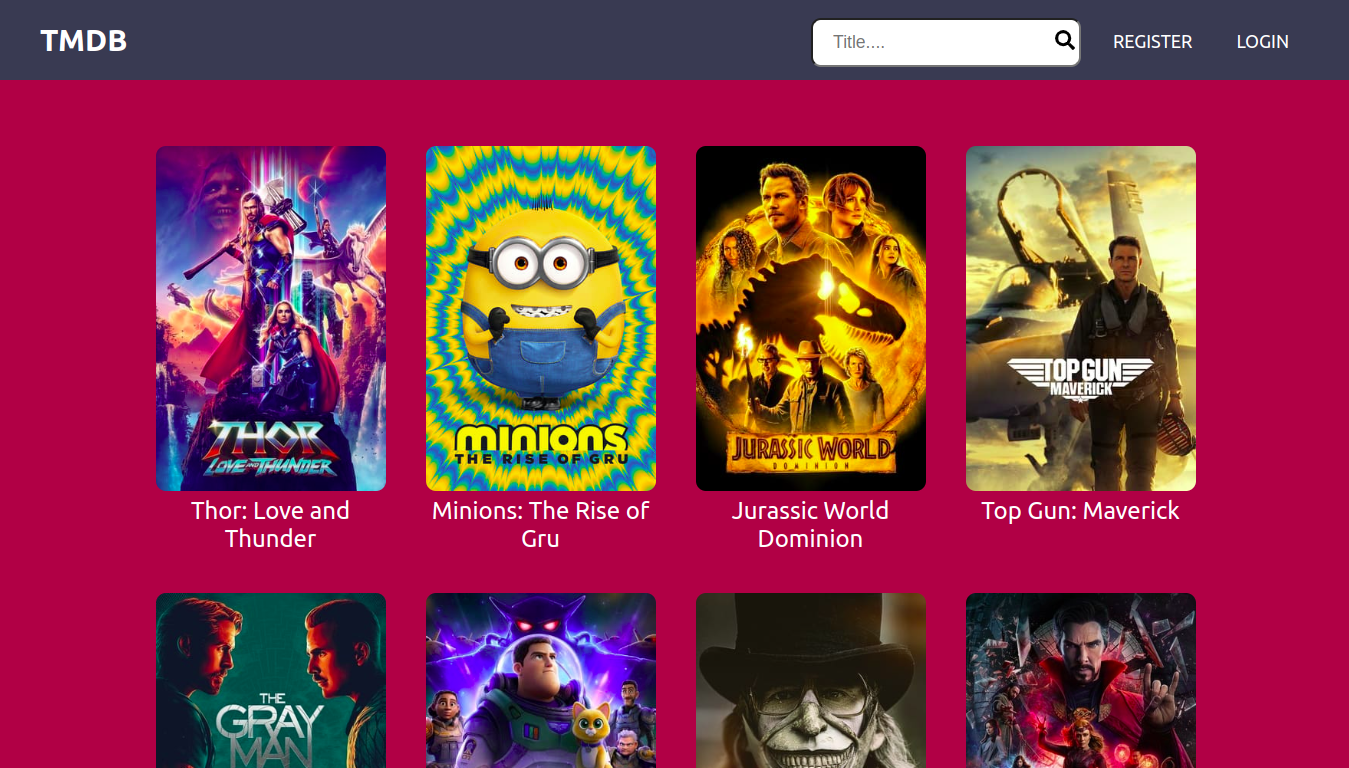 TMDB
Title....
REGISTER
LOGIN
THOR
LOVE AND THUNDER
MINIONS
THE RISE OF GRU
JURASSIC WORLD
DOMINION
TOP GUN
MAVERICK
Thor: Love and
Thunder
Minions: The Rise of
Gru
Jurassic World
Dominion
Top Gun: Maverick
THE
GRAY
MAN